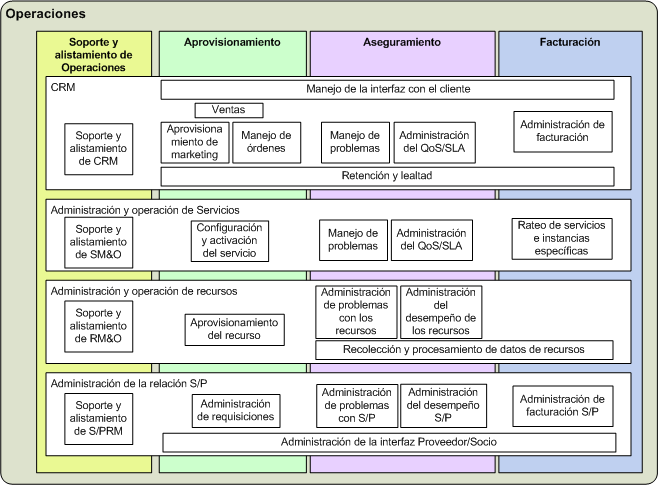 Operaciones
Soporte y
alistamiento de
Operaciones
Aprovisionamiento
Aseguramiento
Facturación
CRM
Manejo de la interfaz con el cliente
Ventas
Soporte y
alistamiento
de CRM
Aprovisiona
miento de
marketing
Manejo de
órdenes
Manejo de
problemas
Administración
del QoS/SLA
Administración de
facturación
Retención y lealtad
Administración y operación de Servicios
Soporte y
alistamiento
de SM&O
Configuración
y activación
del servicio
Manejo de
problemas
Administración
del QoS/SLA
Rateo de servicios
e instancias
específicas
Administración y operación de recursos
Soporte y
alistamiento
de RM&O
Aprovisionamiento
del recurso
Administración
de problemas
con los
recursos
Administración
del
desempeño
de los recursos
Recolección y procesamiento de datos de recursos
Administración de la relación S/P
Soporte y
alistamiento
de S/PRM
Administración
de requisiciones
Administración
de problemas
con S/P
Administración
del desempeño
S/P
Administración de
facturación S/P
Administración de la interfaz Proveedor/Socio